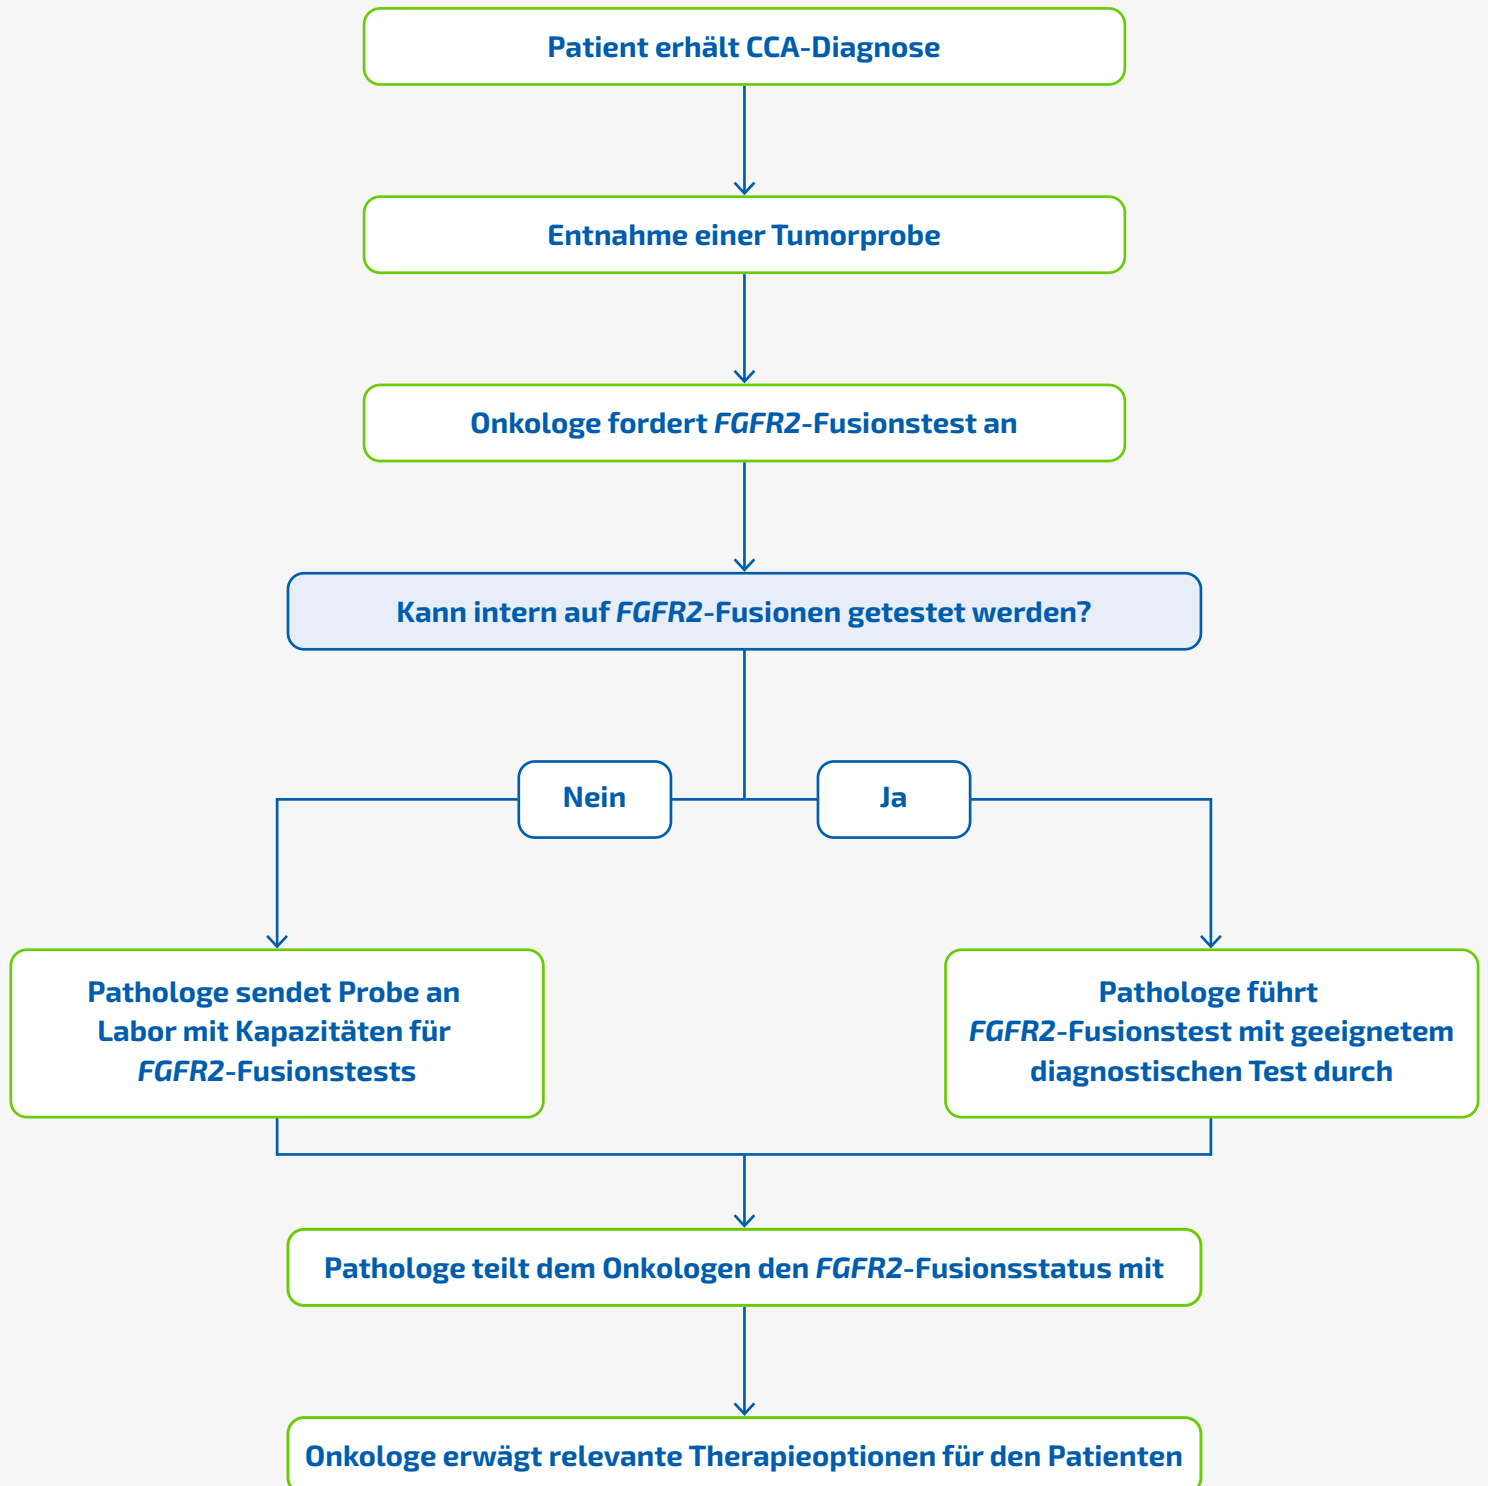 Patient erhält CCA-Diagnose
Entnahme einer Tumorprobe
Onkologe fordert FGFR2-Fusionstest an
Kann intern auf FGFR2-Fusionen getestet werden?
Nein
Ja
Pathologe sendet Probe an
Labor mit Kapazitäten für
FGFR2-Fusionstests
Pathologe führt
FGFR2-Fusionstest mit geeignetem
diagnostischen Test durch
Pathologe teilt dem Onkologen den FGFR2-Fusionsstatus mit
Onkologe erwägt relevante Therapieoptionen für den Patienten